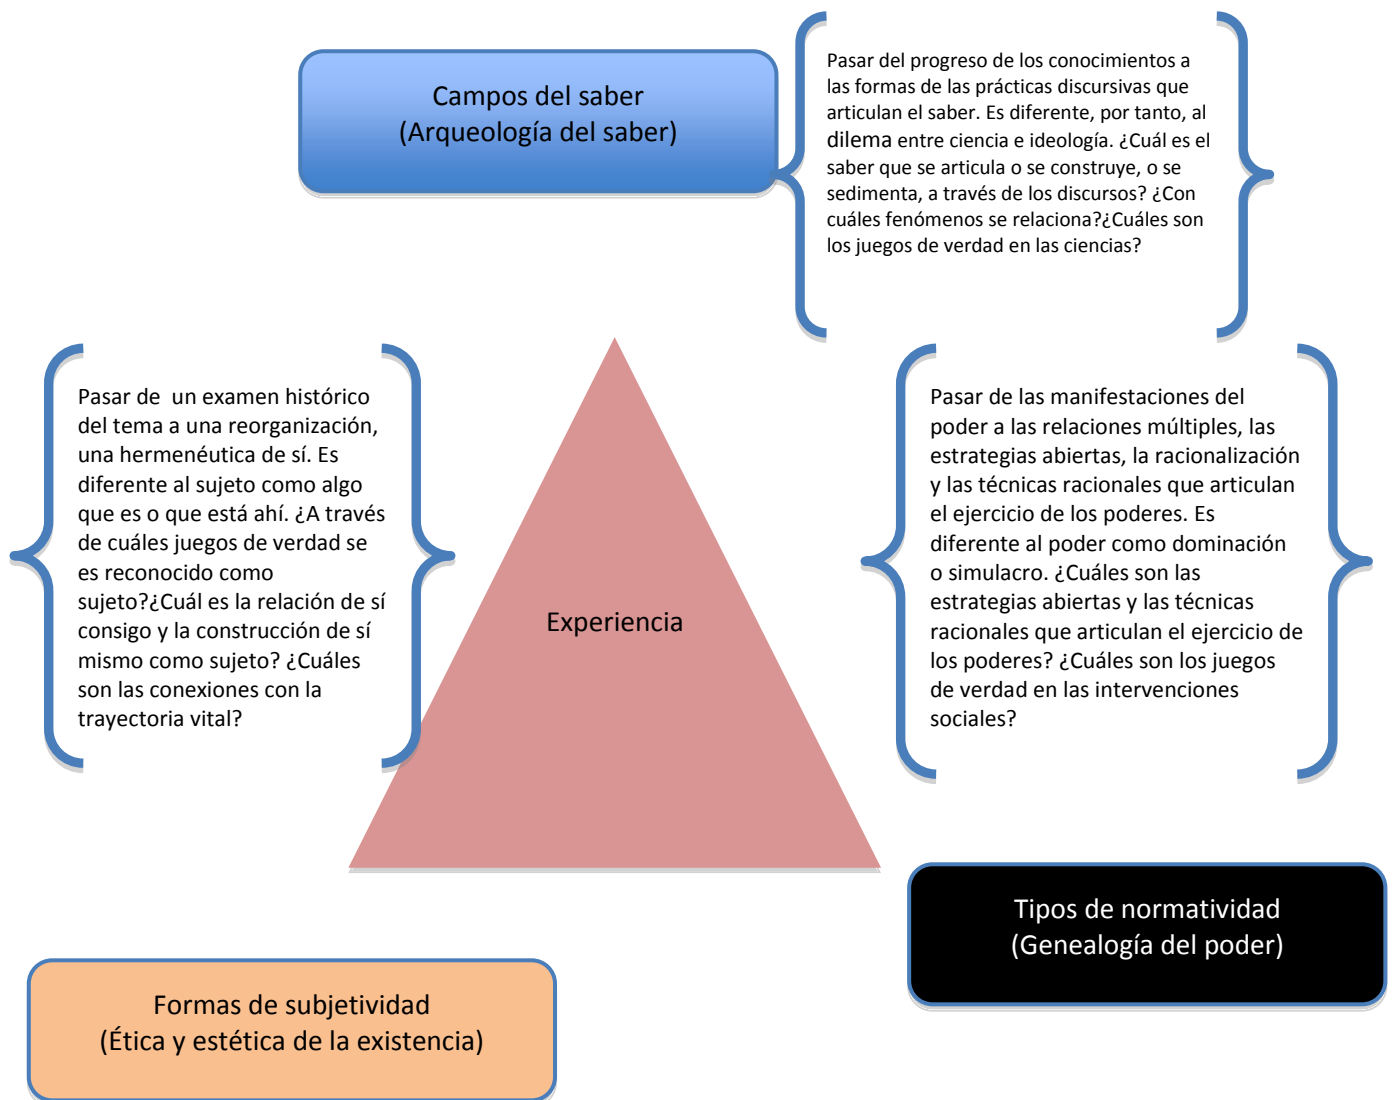 Campos del saber
(Arqueología del saber)
Pasar del progreso de los conocimientos a
las formas de las prácticas discursivas que
articulan el saber. Es diferente, por tanto, al
dilema entre ciencia e ideología. ¿Cuál es el
saber que se articula o se construye, o se
sedimenta, a través de los discursos? ¿Con
cuáles fenómenos se relaciona?¿Cuáles son
los juegos de verdad en las ciencias?
Pasar de  un examen histórico
del tema a una reorganización,
una hermenéutica de sí. Es
diferente al sujeto como algo
que es o que está ahí. ¿A través
de cuáles juegos de verdad se
es reconocido como
sujeto?¿Cuál es la relación de sí
consigo y la construcción de sí
mismo como sujeto? ¿Cuáles
son las conexiones con la
trayectoria vital?
Experiencia
Pasar de las manifestaciones del
poder a las relaciones múltiples, las
estrategias abiertas, la racionalización
y las técnicas racionales que articulan
el ejercicio de los poderes. Es
diferente al poder como dominación
o simulacro. ¿Cuáles son las
estrategias abiertas y las técnicas
racionales que articulan el ejercicio de
los poderes? ¿Cuáles son los juegos
de verdad en las intervenciones
sociales?
Tipos de normatividad
(Genealogía del poder)
Formas de subjetividad
(Ética y estética de la existencia)